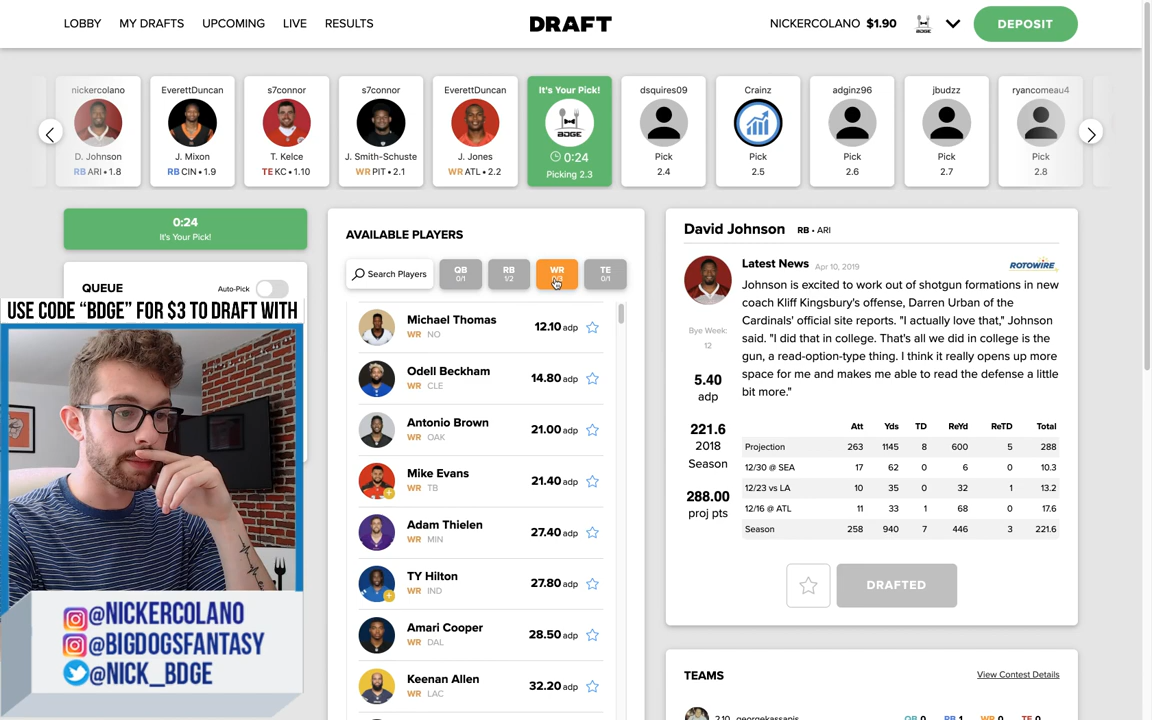 LOBBY MY DRAFTS UPCOMING LIVE RESULTS DRAFT NICKERCOLANO $1.90 BDGE DEPOSIT
nickercolano EverettDuncan s7connor s7connor EverettDuncan It's Your Pick! dsquires09 Crainz adginz96 jbudzz ryancomeau4
BDGE
D. Johnson J. Mixon T. Kelce J. Smith-Schuste J. Jones 0:24 Pick Pick Pick Pick Pick
RB ARI • 1.8 RB CIN • 1.9 TE KC • 1.10 WR PIT • 2.1 WR ATL • 2.2 Picking 2.3 2.4 2.5 2.6 2.7 2.8
0:24
It's Your Pick!
QUEUE Auto-Pick
USE CODE "BDGE" FOR $3 TO DRAFT WITH
@NICKERCOLANO
@BIGDOGSFANTASY
@NICK_BDGE
AVAILABLE PLAYERS
Search Players QB RB WR TE
0/1 1/2 0/1
Michael Thomas 12.10 adp
WR NO
Odell Beckham 14.80 adp
WR CLE
Antonio Brown 21.00 adp
WR OAK
Mike Evans 21.40 adp
WR TB
Adam Thielen 27.40 adp
WR MIN
TY Hilton 27.80 adp
WR IND
Amari Cooper 28.50 adp
WR DAL
Keenan Allen 32.20 adp
WR LAC
David Johnson RB • ARI
Latest News Apr 10, 2019 ROTOWIRE
Johnson is excited to work out of shotgun formations in new
coach Kliff Kingsbury's offense, Darren Urban of the
Cardinals' official site reports. "I actually love that," Johnson
said. "I did that in college. That's all we did in college is the
gun, a read-option-type thing. I think it really opens up more
space for me and makes me able to read the defense a little
bit more."
Bye Week:
12
5.40
adp
221.6
2018
Season
288.00
proj pts
Att Yds TD ReYd ReTD Total
Projection 263 1145 8 600 5 288
12/30 @ SEA 17 62 0 6 0 10.3
12/23 vs LA 10 35 0 32 1 13.2
12/16 @ ATL 11 33 1 68 0 17.6
Season 258 940 7 446 3 221.6
DRAFTED
TEAMS View Contest Details
2.10 georgekassanis QB 0 RB 1 WR 0 TE 0